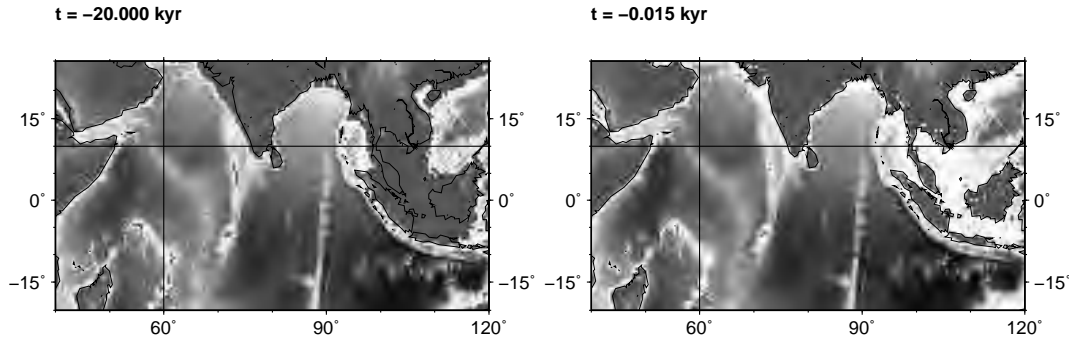 t = −20.000 kyr
t = −0.015 kyr
15˚ 15˚ 15˚ 15˚
0˚ 0˚ 0˚ 0˚
−15˚ −15˚ −15˚ −15˚
60˚ 90˚ 120˚ 60˚ 90˚ 120˚